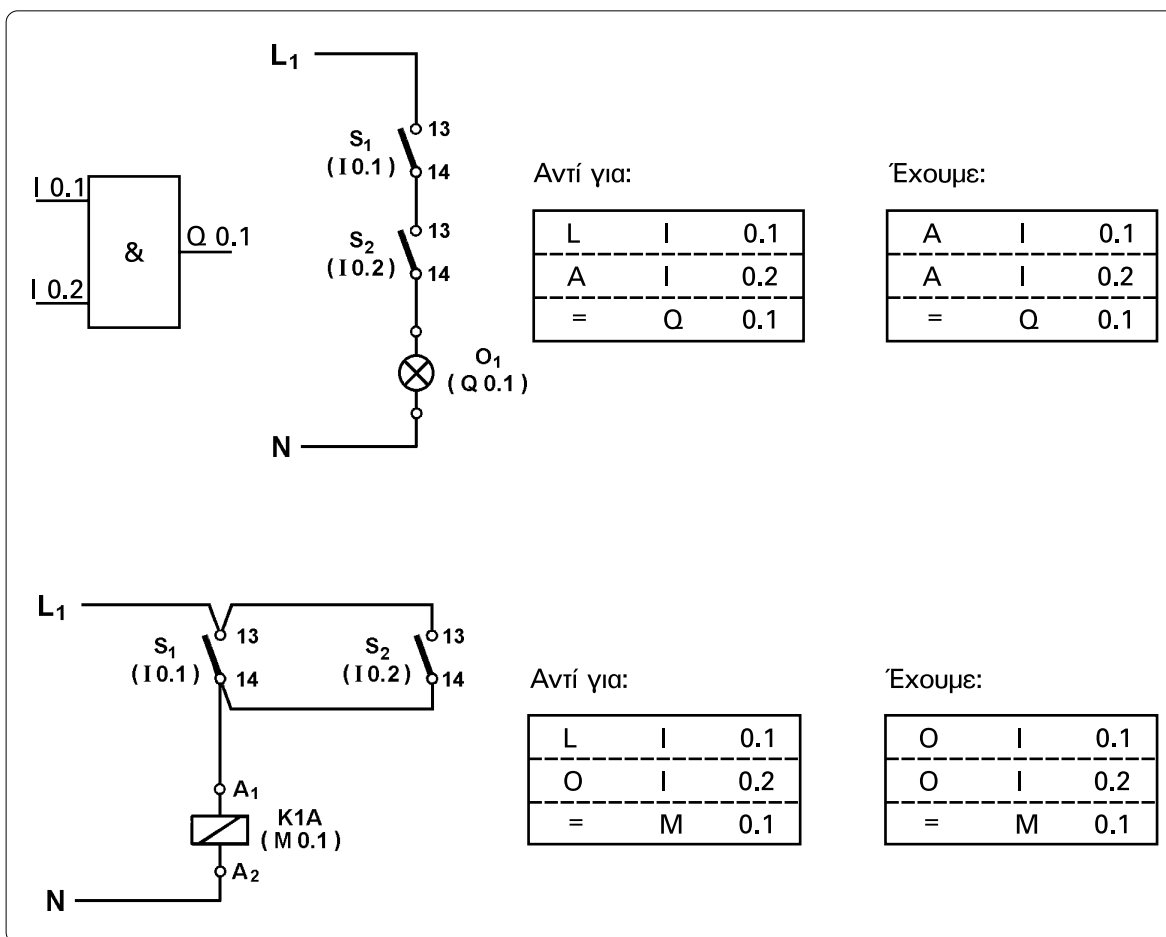 L₁
S₁
(I 0.1)
13
14
I 0.1
I 0.2
&
Q 0.1
S₂
(I 0.2)
13
14
O₁
(Q 0.1)
N
Αντί για:
L I 0.1
A I 0.2
= Q 0.1
Έχουμε:
A I 0.1
A I 0.2
= Q 0.1
L₁
S₁
(I 0.1)
13
14
S₂
(I 0.2)
13
14
A₁
K1A
(M 0.1)
A₂
N
Αντί για:
L I 0.1
O I 0.2
= M 0.1
Έχουμε:
O I 0.1
O I 0.2
= M 0.1